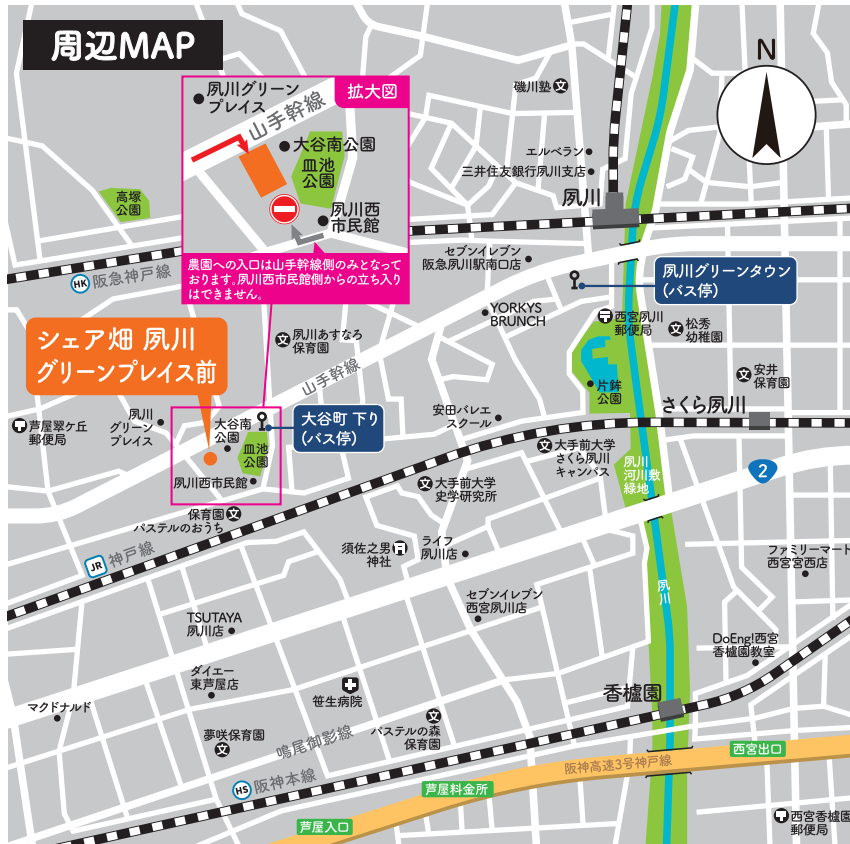 周辺MAP
N
拡大図
夙川グリーン
プレイス
山手幹線
大谷南公園
皿池
公園
夙川西
市民館
農園への入口は山手幹線側のみとなって
おります。夙川西市民館側からの立ち入り
はできません。
磯川塾
文
エルベラン
三井住友銀行夙川支店
夙川
高塚
公園
HK
阪急神戸線
セブンイレブン
阪急夙川駅南口店
夙川グリーンタウン
(バス停)
YORKYS
BRUNCH
西宮夙川
郵便局
文
松秀
幼稚園
シェア畑 夙川
グリーンプレイス前
文
夙川あすなろ
保育園
山手幹線
片鉾
公園
文
安井
保育園
さくら夙川
芦屋翠ケ丘
郵便局
夙川
グリーン
プレイス
大谷南
公園
皿池
公園
夙川西市民館
大谷町 下り
(バス停)
安田バレエ
スクール
文
大手前大学
さくら夙川
キャンパス
夙川
河川敷
緑地
2
文
大手前大学
史学研究所
保育園
パステルのおうち
文
JR
神戸線
須佐之男
神社
ライフ
夙川店
ファミリーマート
西宮宮西店
夙川
セブンイレブン
西宮夙川店
TSUTAYA
夙川店
DoEng!西宮
香櫨園教室
ダイエー
東芦屋店
笹生病院
香櫨園
マクドナルド
夢咲保育園
文
鳴尾御影線
パステルの森
保育園
文
HS
阪神本線
西宮出口
阪神高速3号神戸線
芦屋料金所
芦屋入口
西宮香櫨園
郵便局